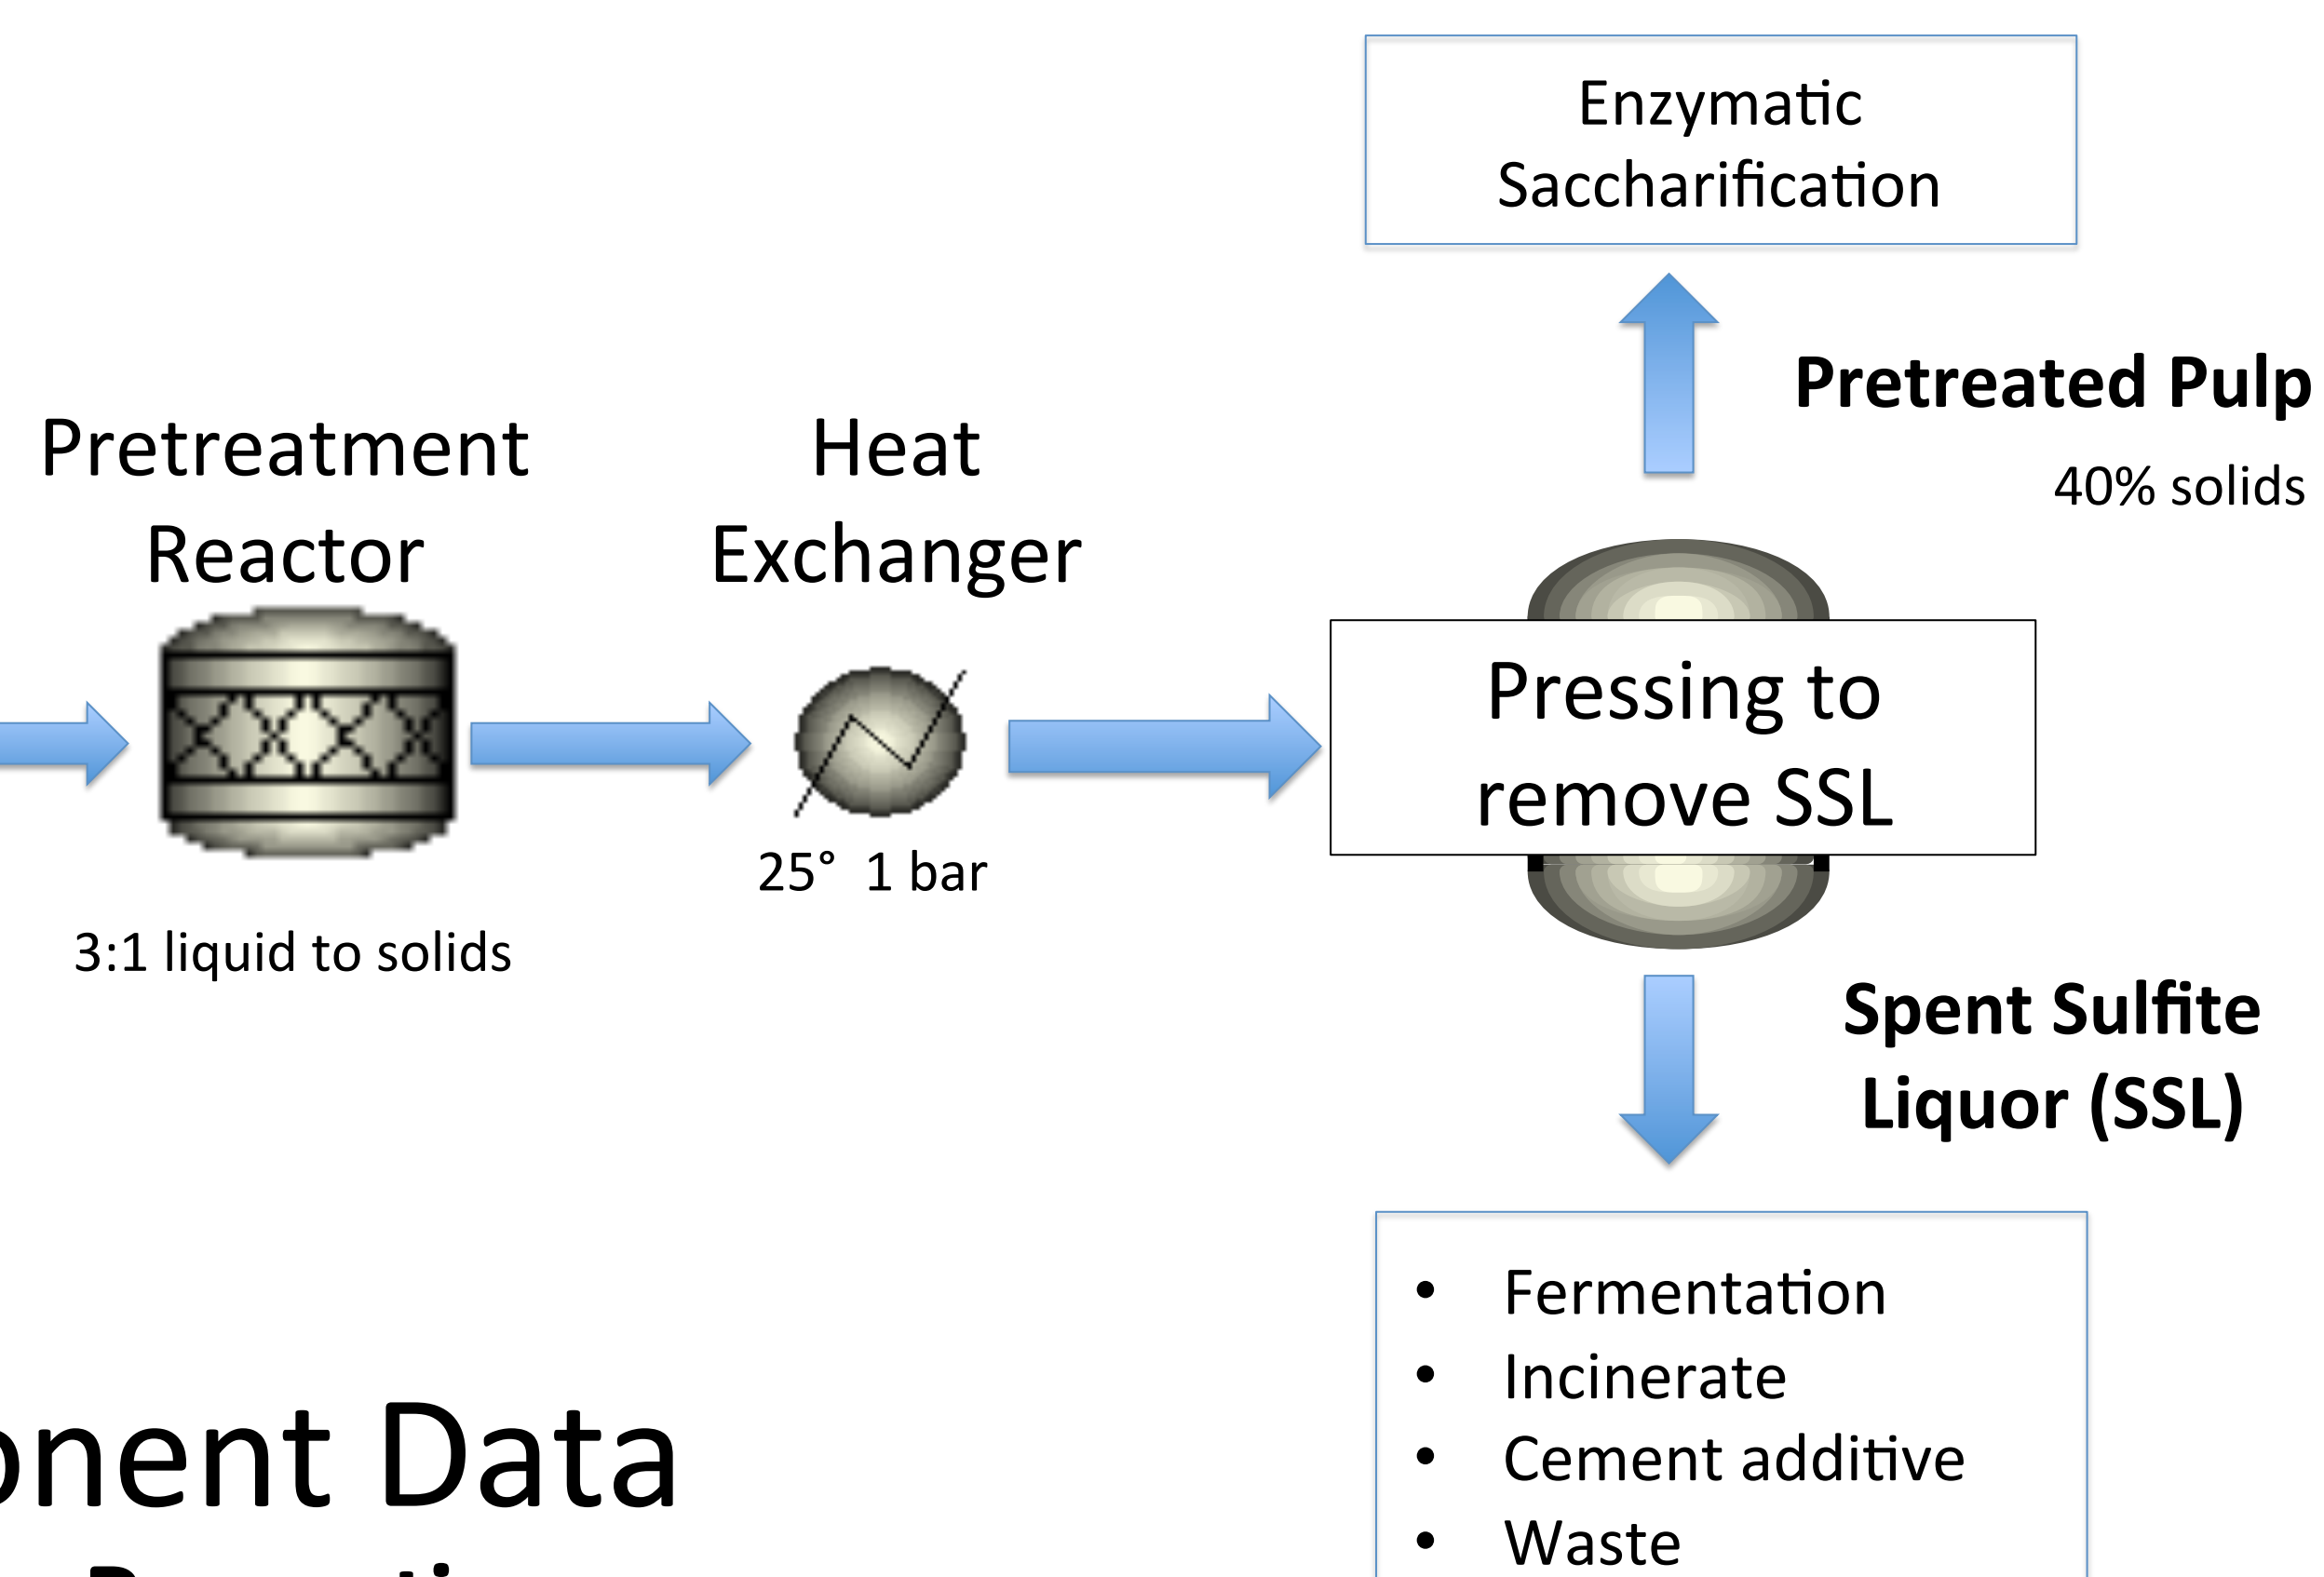 Enzymatic
Saccharification
Pretreated Pulp
40% solids
Pretreatment
Reactor
Heat
Exchanger
Pressing to
remove SSL
25° 1 bar
3:1 liquid to solids
Spent Sulfite
Liquor (SSL)
• Fermentation
• Incinerate
• Cement additive
• Waste
onent Data